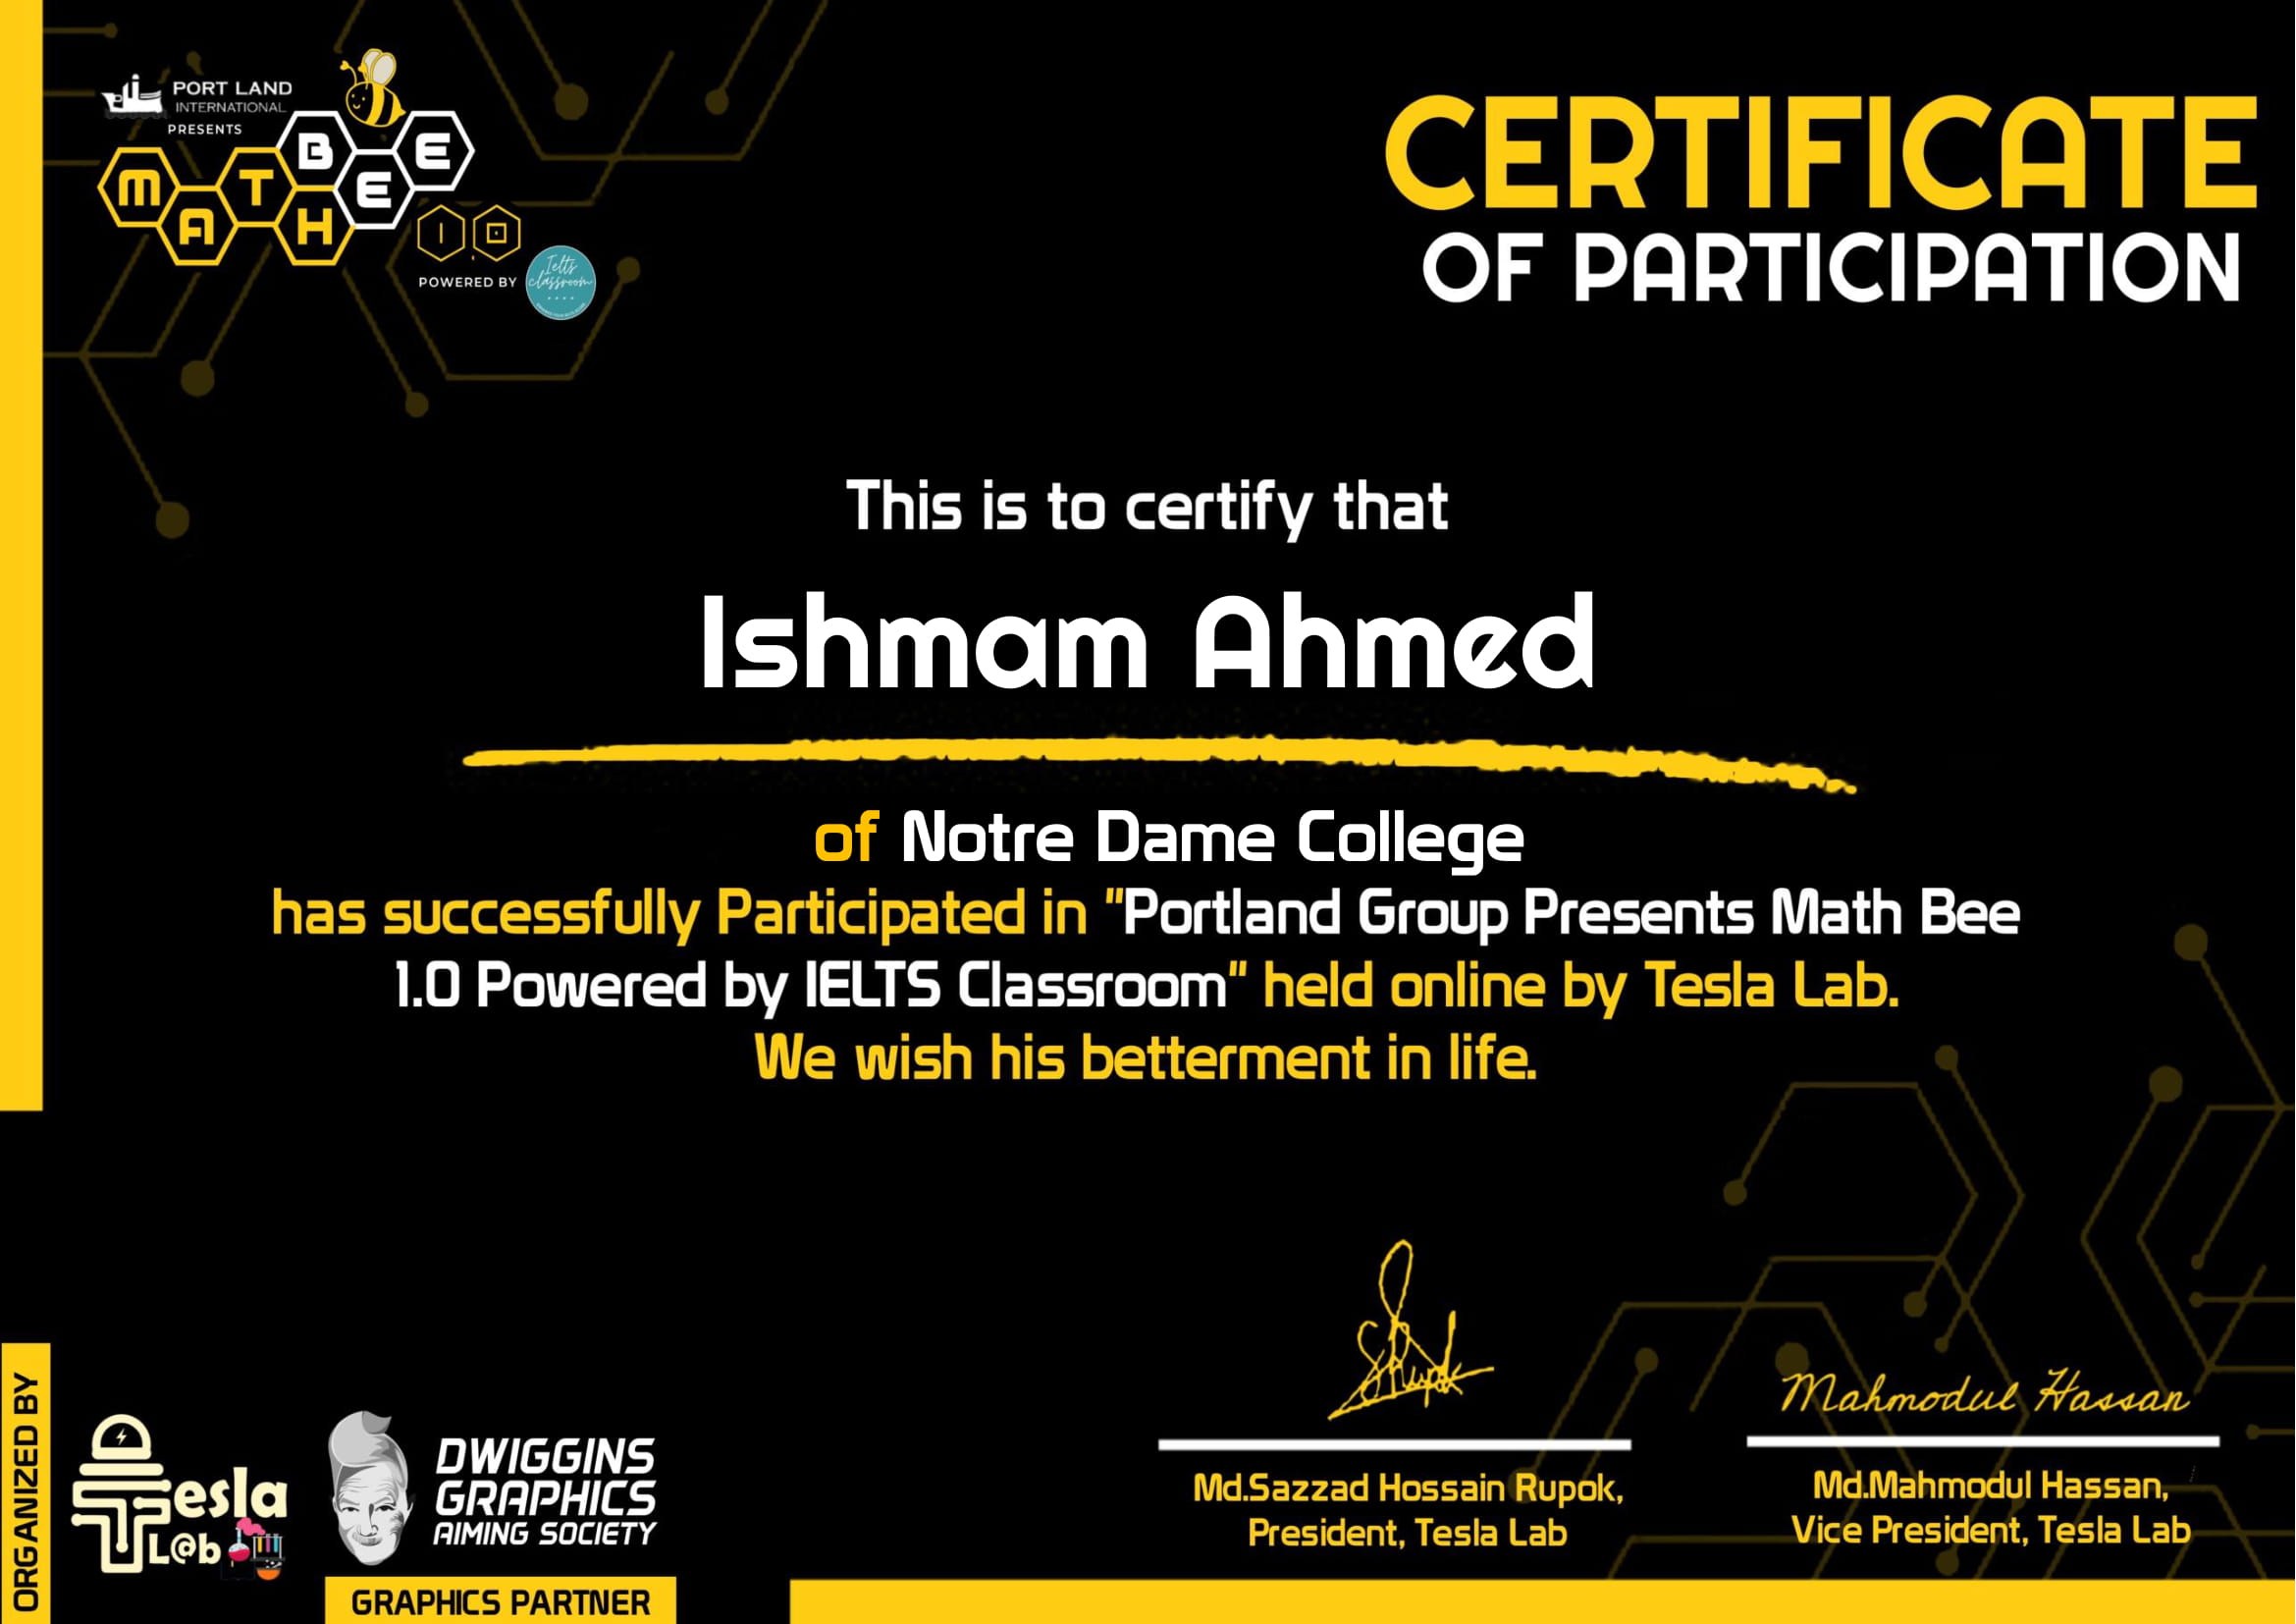 PORT LAND
INTERNATIONAL
PRESENTS
MATH BEE
1.0
POWERED BY
Ielts
classroom
CERTIFICATE
OF PARTICIPATION
This is to certify that
Ishmam Ahmed
of Notre Dame College
has successfully Participated in "Portland Group Presents Math Bee
1.0 Powered by IELTS Classroom" held online by Tesla Lab.
We wish his betterment in life.
ORGANIZED BY
Tesla
L@b
DWIGGINS
GRAPHICS
AIMING SOCIETY
GRAPHICS PARTNER
Md.Sazzad Hossain Rupok,
President, Tesla Lab
Mahmodul Hassan
Md.Mahmodul Hassan,
Vice President, Tesla Lab